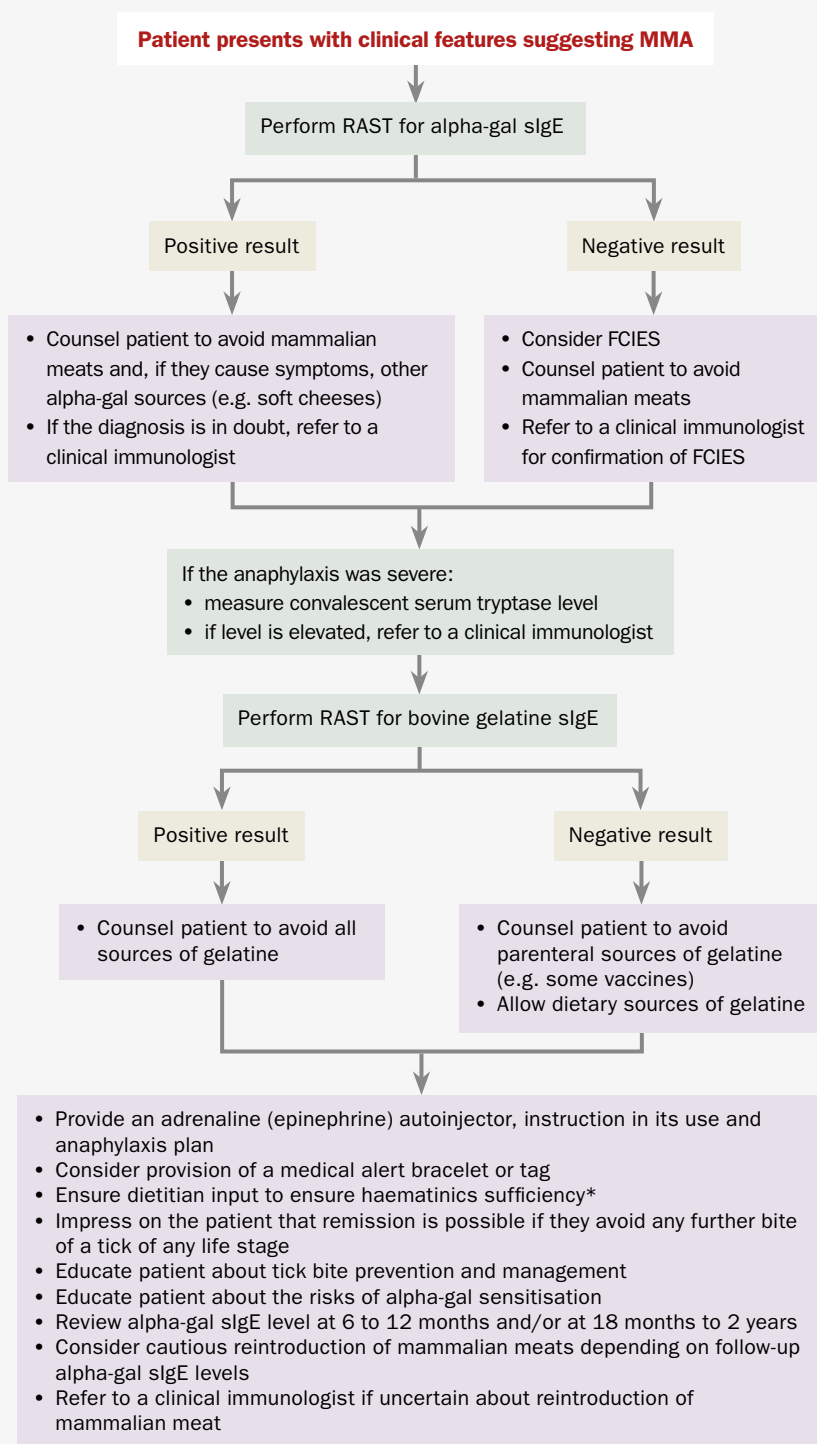 Patient presents with clinical features suggesting MMA
Perform RAST for alpha-gal sIgE
Positive result
Negative result
• Counsel patient to avoid mammalian
meats and, if they cause symptoms, other
alpha-gal sources (e.g. soft cheeses)
• If the diagnosis is in doubt, refer to a
clinical immunologist
• Consider FCIES
• Counsel patient to avoid
mammalian meats
• Refer to a clinical immunologist
for confirmation of FCIES
If the anaphylaxis was severe:
• measure convalescent serum tryptase level
• if level is elevated, refer to a clinical immunologist
Perform RAST for bovine gelatine sIgE
Positive result
Negative result
• Counsel patient to avoid all
sources of gelatine
• Counsel patient to avoid
parenteral sources of gelatine
(e.g. some vaccines)
• Allow dietary sources of gelatine
• Provide an adrenaline (epinephrine) autoinjector, instruction in its use and
anaphylaxis plan
• Consider provision of a medical alert bracelet or tag
• Ensure dietitian input to ensure haematinics sufficiency*
• Impress on the patient that remission is possible if they avoid any further bite
of a tick of any life stage
• Educate patient about tick bite prevention and management
• Educate patient about the risks of alpha-gal sensitisation
• Review alpha-gal sIgE level at 6 to 12 months and/or at 18 months to 2 years
• Consider cautious reintroduction of mammalian meats depending on follow-up
alpha-gal sIgE levels
• Refer to a clinical immunologist if uncertain about reintroduction of
mammalian meat